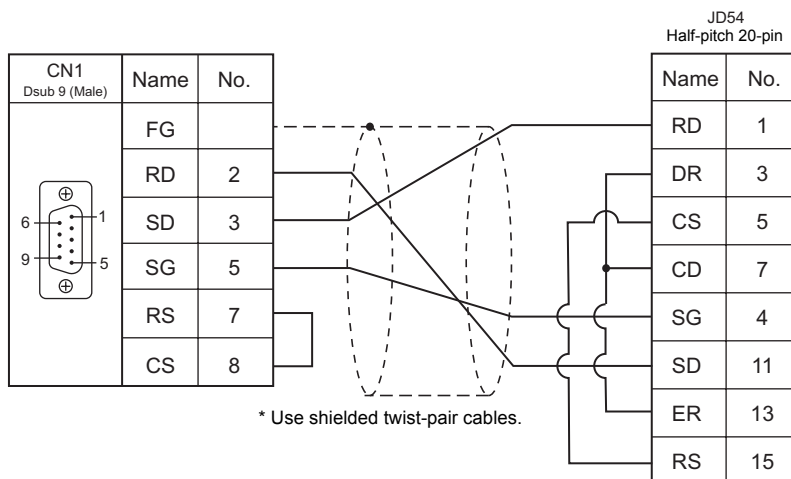 JD54
Half-pitch 20-pin
CN1
Dsub 9 (Male)
Name No.
FG
RD 2
SD 3
SG 5
RS 7
CS 8
1
6
9
5
Name No.
RD 1
DR 3
CS 5
CD 7
SG 4
SD 11
ER 13
RS 15
* Use shielded twist-pair cables.